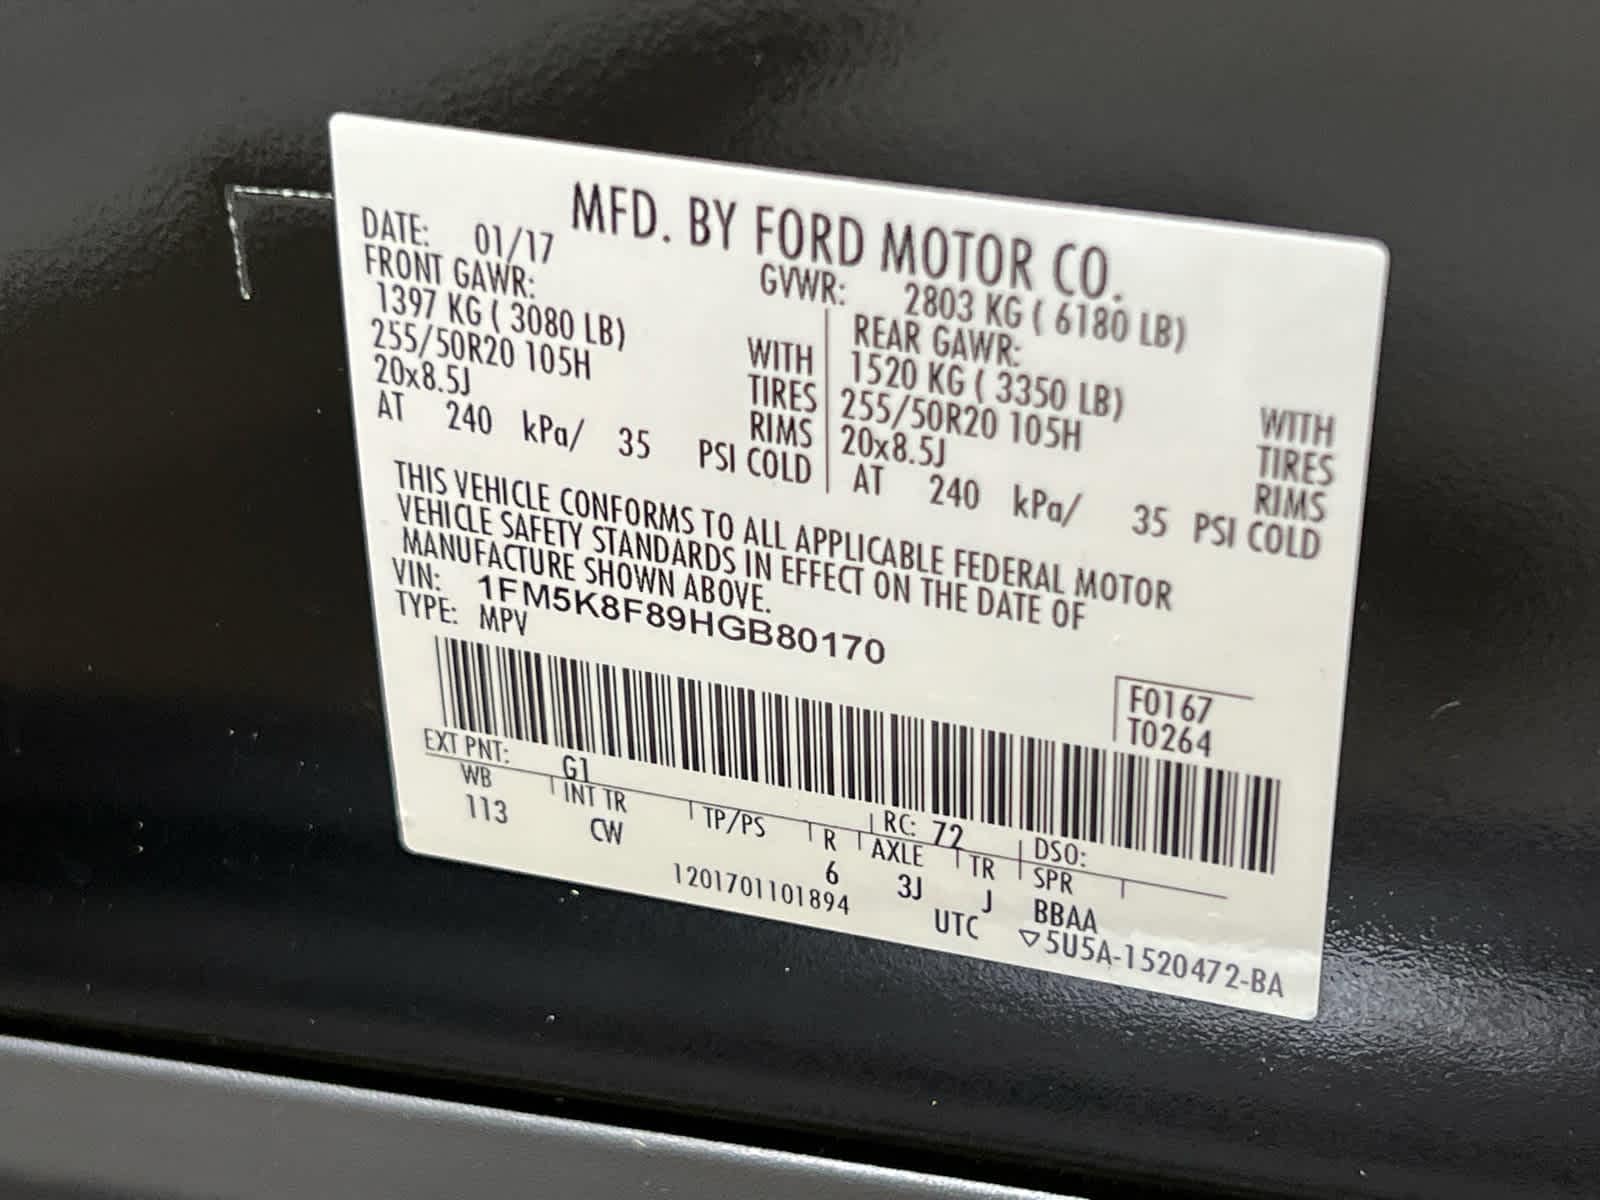 MFD. BY FORD MOTOR CO.
DATE: 01/17 GVWR: 2803 KG ( 6180 LB)
FRONT GAWR: REAR GAWR:
1397 KG ( 3080 LB) WITH 1520 KG ( 3350 LB) WITH
255/50R20 105H TIRES 255/50R20 105H TIRES
20x8.5J RIMS 20x8.5J RIMS
AT 240 kPa/ 35 PSI COLD AT 240 kPa/ 35 PSI COLD
THIS VEHICLE CONFORMS TO ALL APPLICABLE FEDERAL MOTOR
VEHICLE SAFETY STANDARDS IN EFFECT ON THE DATE OF
MANUFACTURE SHOWN ABOVE.
VIN: 1FM5K8F89HGB80170
TYPE: MPV
F0167
T0264
EXT PNT: G1 RC: 72 DSO:
WB INT TR TP/PS R AXLE TR SPR
113 CW 6 3J J BBAA
1201701101894 UTC ▽5U5A-1520472-BA